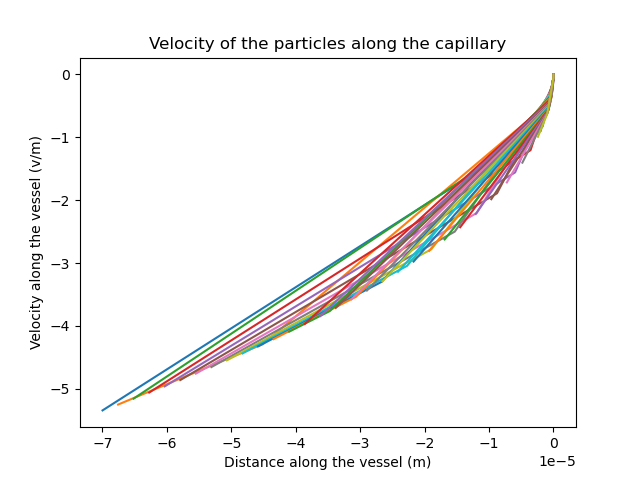 Velocity of the particles along the capillary
Velocity along the vessel (v/m)
0
−1
−2
−3
−4
−5
−7 −6 −5 −4 −3 −2 −1 0
1e−5
Distance along the vessel (m)